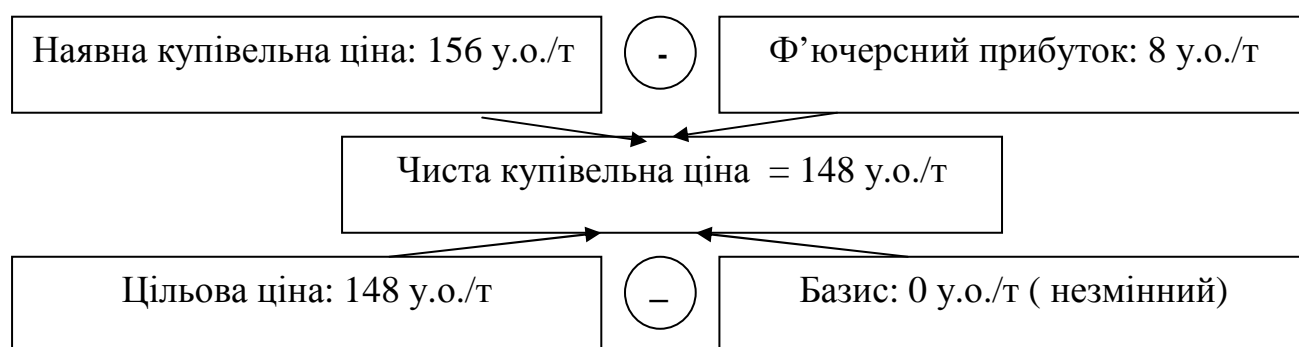 Наявна купівельна ціна: 156 у.о./т
-
Ф’ючерсний прибуток: 8 у.о./т
Чиста купівельна ціна = 148 у.о./т
Цільова ціна: 148 у.о./т
–
Базис: 0 у.о./т ( незмінний)